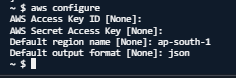 ~ $ aws configure
AWS Access Key ID [None]:
AWS Secret Access Key [None]:
Default region name [None]: ap-south-1
Default output format [None]: json
~ $